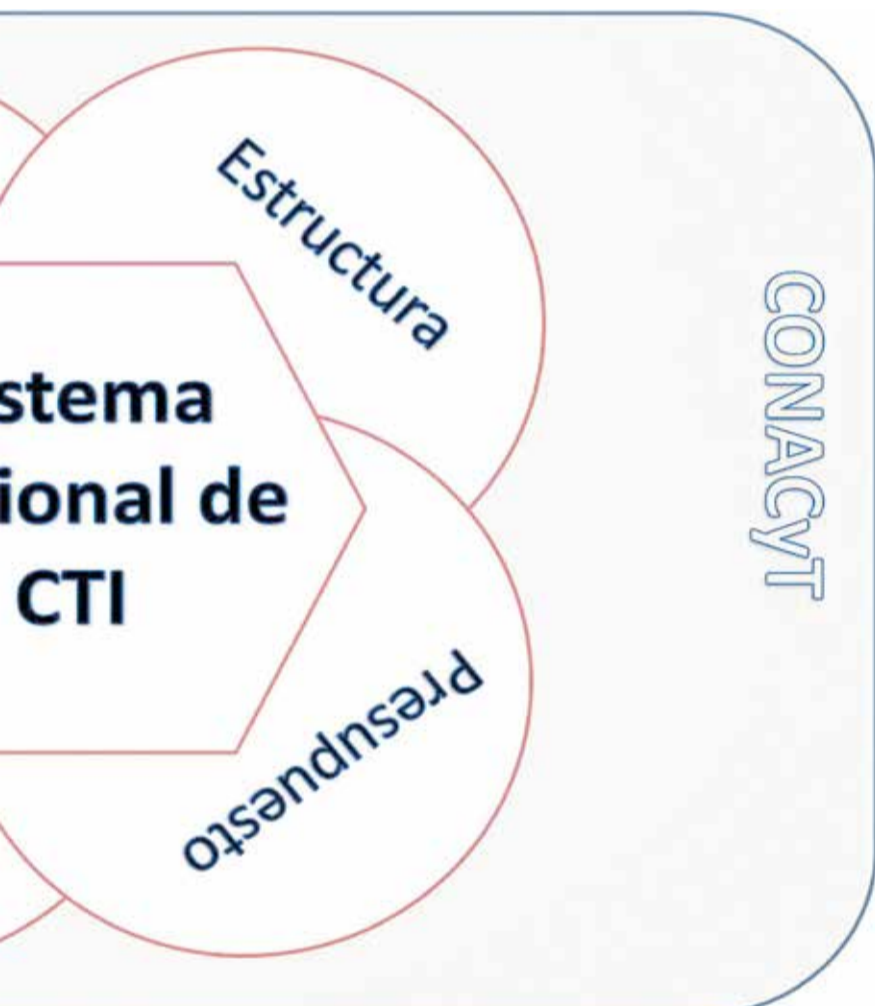 Estructura
stema
ional de
CTI
Presupuesto
CONACyT